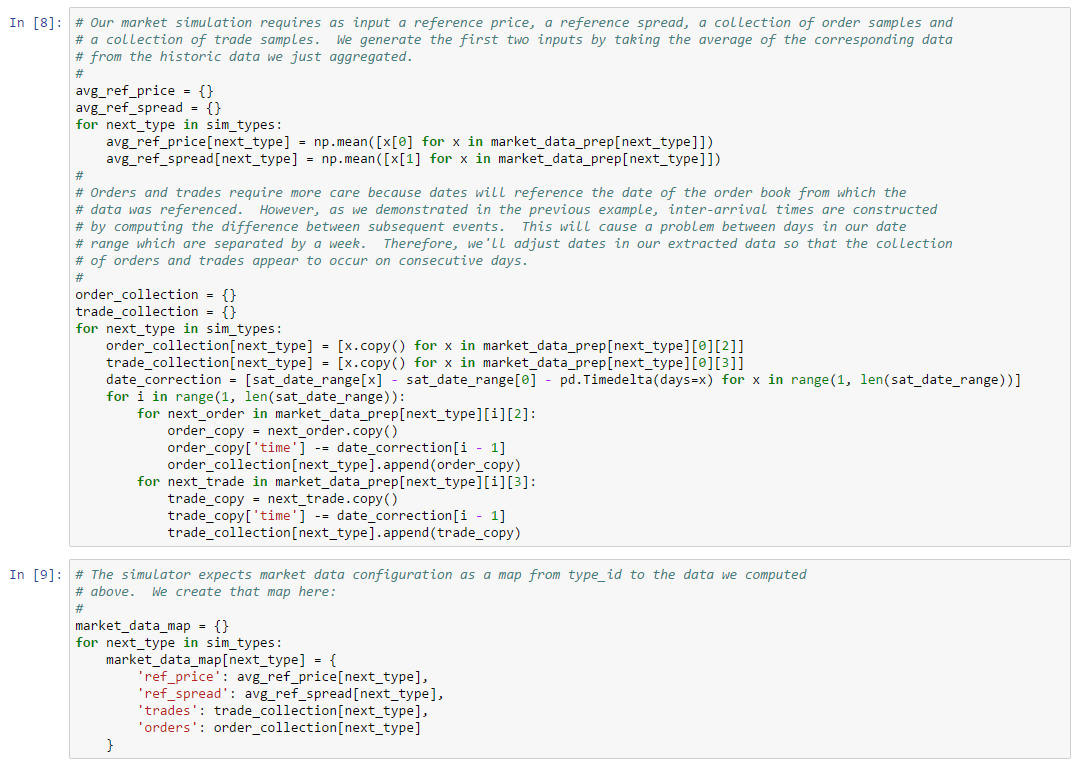 In [8]: # Our market simulation requires as input a reference price, a reference spread, a collection of order samples and
# a collection of trade samples.  We generate the first two inputs by taking the average of the corresponding data
# from the historic data we just aggregated.
#
avg_ref_price = {}
avg_ref_spread = {}
for next_type in sim_types:
    avg_ref_price[next_type] = np.mean([x[0] for x in market_data_prep[next_type]])
    avg_ref_spread[next_type] = np.mean([x[1] for x in market_data_prep[next_type]])
#
# Orders and trades require more care because dates will reference the date of the order book from which the
# data was referenced.  However, as we demonstrated in the previous example, inter-arrival times are constructed
# by computing the difference between subsequent events.  This will cause a problem between days in our date
# range which are separated by a week.  Therefore, we'll adjust dates in our extracted data so that the collection
# of orders and trades appear to occur on consecutive days.
#
order_collection = {}
trade_collection = {}
for next_type in sim_types:
    order_collection[next_type] = [x.copy() for x in market_data_prep[next_type][0][2]]
    trade_collection[next_type] = [x.copy() for x in market_data_prep[next_type][0][3]]
    date_correction = [sat_date_range[x] - sat_date_range[0] - pd.Timedelta(days=x) for x in range(1, len(sat_date_range))]
    for i in range(1, len(sat_date_range)):
        for next_order in market_data_prep[next_type][i][2]:
            order_copy = next_order.copy()
            order_copy['time'] -= date_correction[i - 1]
            order_collection[next_type].append(order_copy)
        for next_trade in market_data_prep[next_type][i][3]:
            trade_copy = next_trade.copy()
            trade_copy['time'] -= date_correction[i - 1]
            trade_collection[next_type].append(trade_copy)
In [9]: # The simulator expects market data configuration as a map from type_id to the data we computed
# above.  We create that map here:
#
market_data_map = {}
for next_type in sim_types:
    market_data_map[next_type] = {
        'ref_price': avg_ref_price[next_type],
        'ref_spread': avg_ref_spread[next_type],
        'trades': trade_collection[next_type],
        'orders': order_collection[next_type]
    }